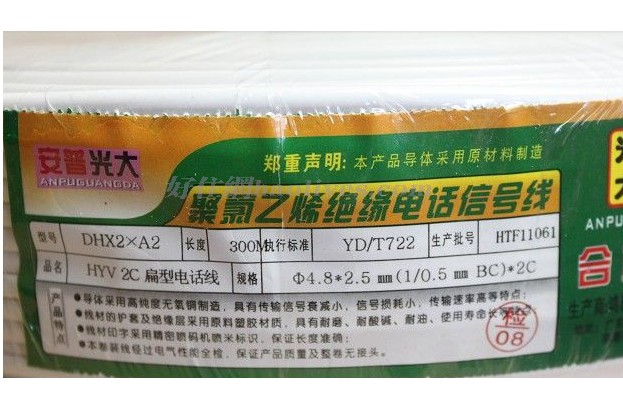 安普光大
ANPUGUANGDA
郑重声明: 本产品导体采用原材料制造
聚氯乙烯绝缘电话信号线
型号 DHX2×A2 长度 300M 执行标准 YD/T722 生产批号 HTF11061
品名 HYV 2C 扁型电话线 规格 Φ4.8*2.5mm(1/0.5mm BC)*2C
产品特点
●导体采用高纯度无氧铜制造，具有传输信号衰减小，信号损耗小，传输速率高等特点;
●线材的护套及绝缘层采用原料塑胶材质，具有耐磨、耐酸碱、耐油、使用寿命长
●线材印字采用精密喷码机喷米标识，保证长度准确;
●本卷装线经过电气性能全检，保证产品质量及整卷无接头。
检
08
ANPU
合
生产商